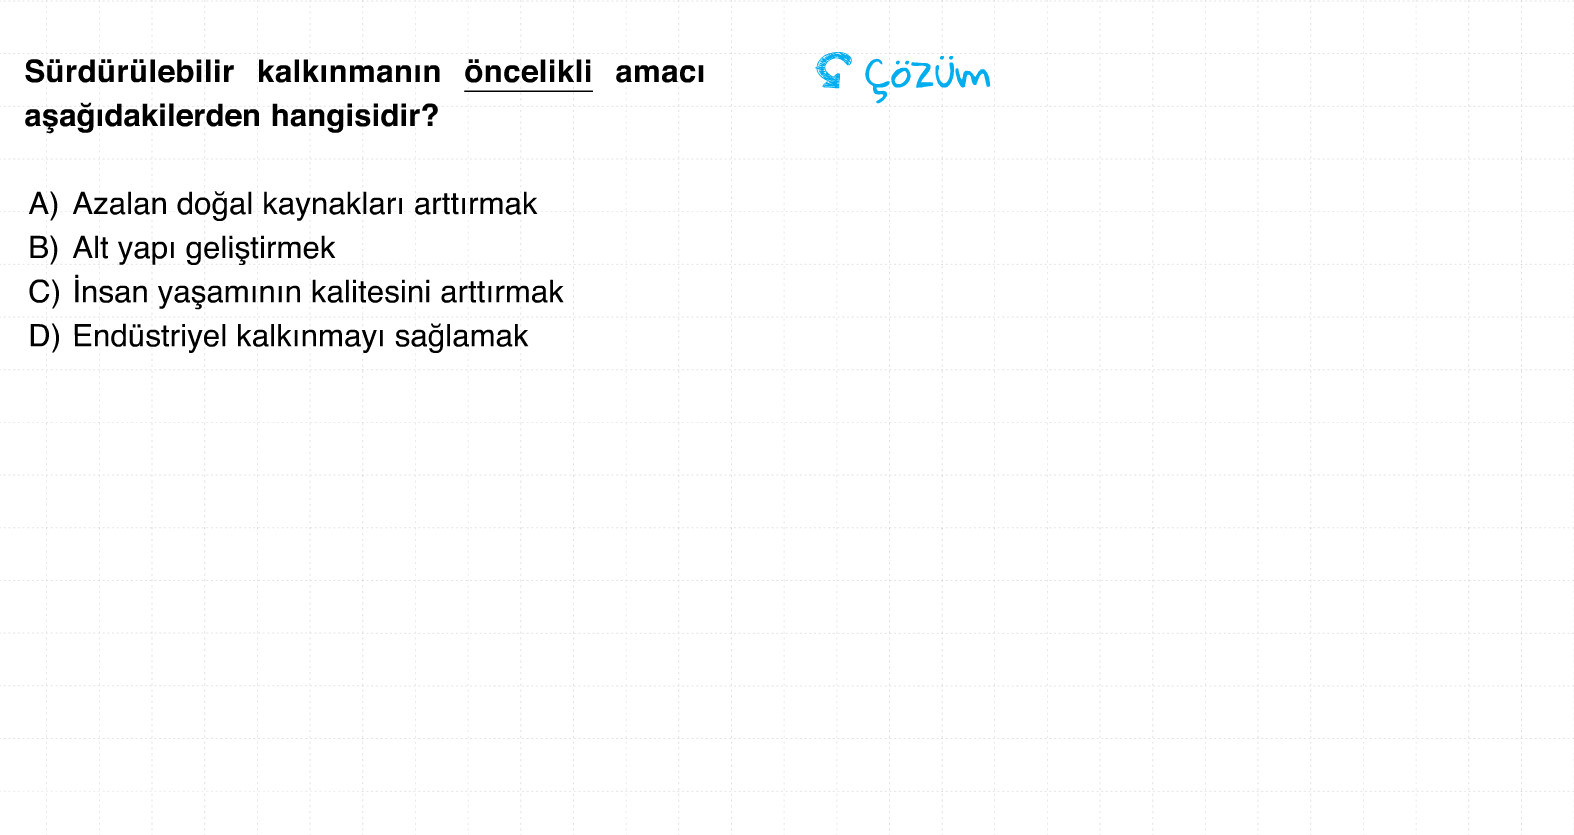 Sürdürülebilir kalkınmanın öncelikli amacı
aşağıdakilerden hangisidir?
Çözüm
A) Azalan doğal kaynakları arttırmak
B) Alt yapı geliştirmek
C) İnsan yaşamının kalitesini arttırmak
D) Endüstriyel kalkınmayı sağlamak